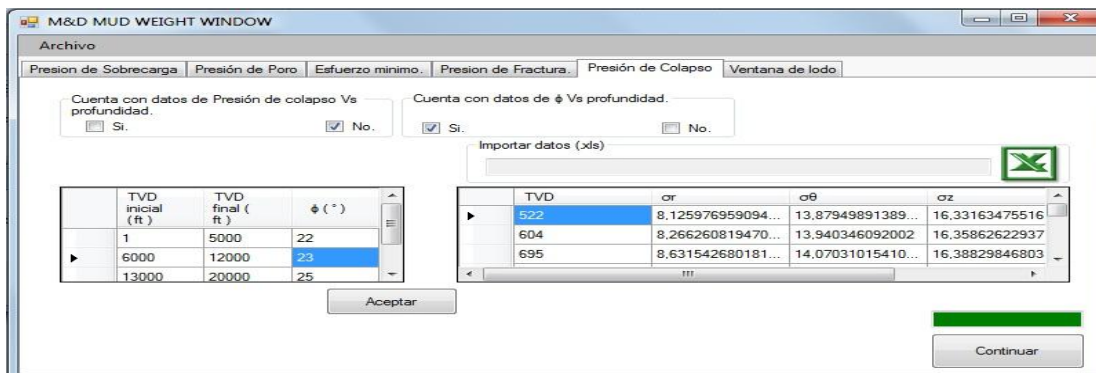 M&D MUD WEIGHT WINDOW
Archivo
Presion de Sobrecarga Presión de Poro Esfuerzo minimo. Presion de Fractura. Presión de Colapso Ventana de lodo
Cuenta con datos de Presión de colapso Vs
profundidad.
Si. No.
Cuenta con datos de ϕ Vs profundidad.
Si. No.
Importar datos (.xls)
TVD
inicial
(ft )
TVD
final (
ft )
ϕ ( ° )
1 5000 22
6000 12000 23
13000 20000 25
TVD σr σθ σz
522 8,125976959094... 13,87949891389... 16,33163475516
604 8,266260819470... 13,940346092002 16,35862622937
695 8,631542680181... 14,07031015410... 16,38829846803
Aceptar
Continuar